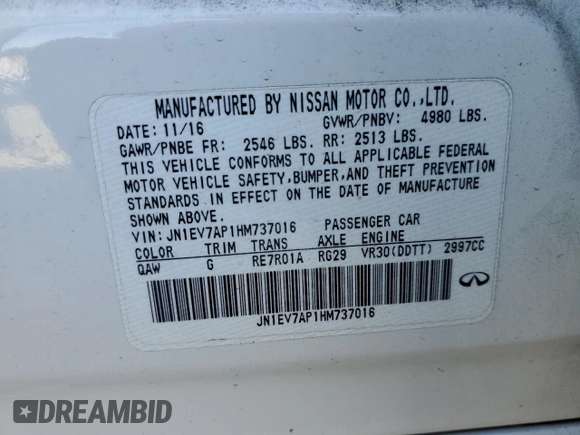 MANUFACTURED BY NISSAN MOTOR CO.,LTD.
DATE: 11/16 GVWR/PNBV: 4980 LBS.
GAWR/PNBE FR: 2546 LBS. RR: 2513 LBS.
THIS VEHICLE CONFORMS TO ALL APPLICABLE FEDERAL
MOTOR VEHICLE SAFETY,BUMPER,AND THEFT PREVENTION
STANDARDS IN EFFECT ON THE DATE OF MANUFACTURE
SHOWN ABOVE.
VIN: JN1EV7AP1HM737016 PASSENGER CAR
COLOR TRIM TRANS AXLE ENGINE
QAW G RE7R01A RG29 VR30(DDTT) 2997CC
JN1EV7AP1HM737016
DREAMBID